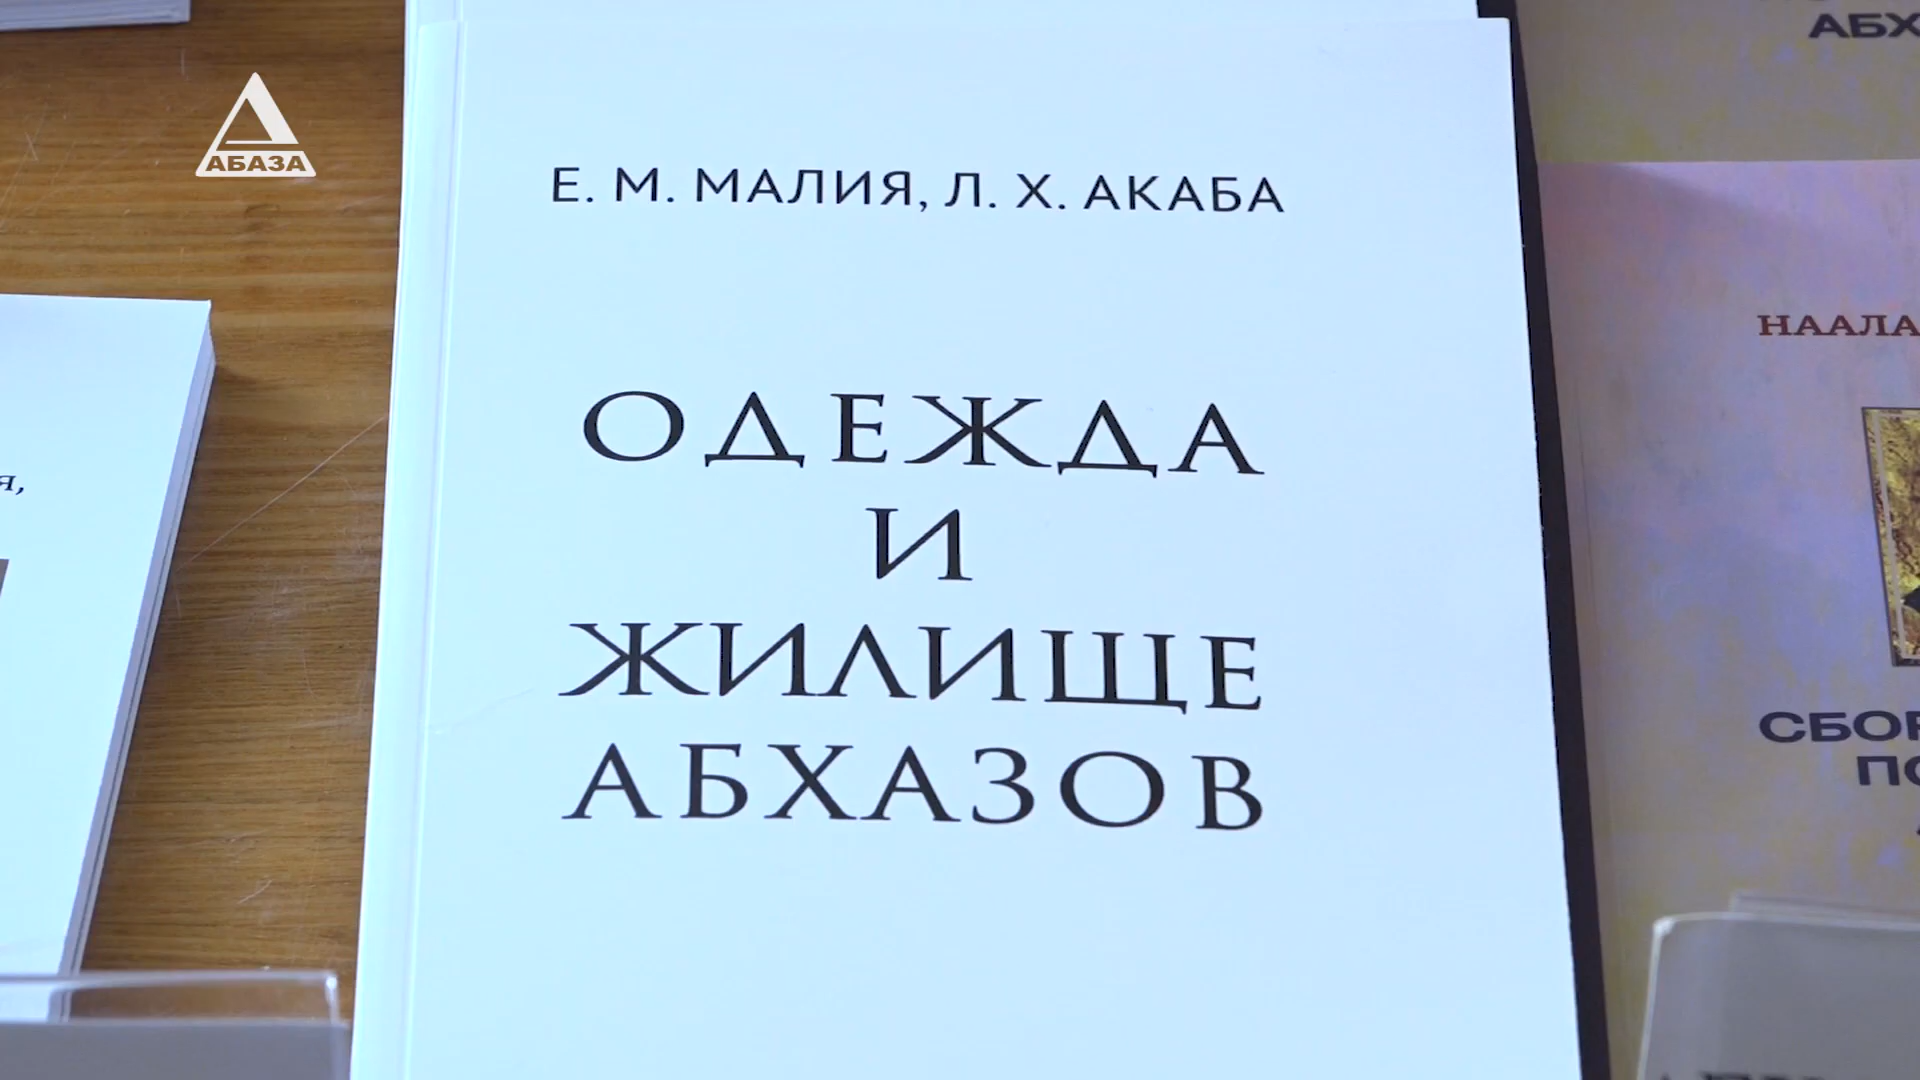 АБАЗА
Е. М. МАЛИЯ, Л. Х. АКАБА
ОДЕЖДА
И
ЖИЛИЩЕ
АБХАЗОВ